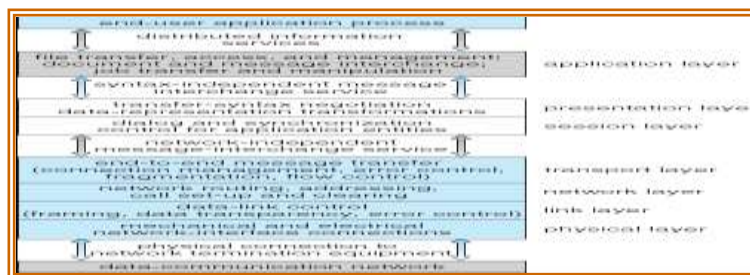 end-user application process
distributed information
services
file transfer, access, and management;
document and message interchange;
job transfer and manipulation
application layer
syntax-independent message
interchange service
transfer-syntax negotiation
data-representation transformations
presentation layer
dialog and synchronization
control for application entities
session layer
network-independent
message-interchange service
end-to-end message transfer
(connection management, error control,
fragmentation, flow control)
transport layer
network routing, addressing,
call set-up and clearing
network layer
data-link control
(framing, data transparency, error control)
link layer
mechanical and electrical
network-interface connections
physical layer
physical connection to
network termination equipment
data-communication network